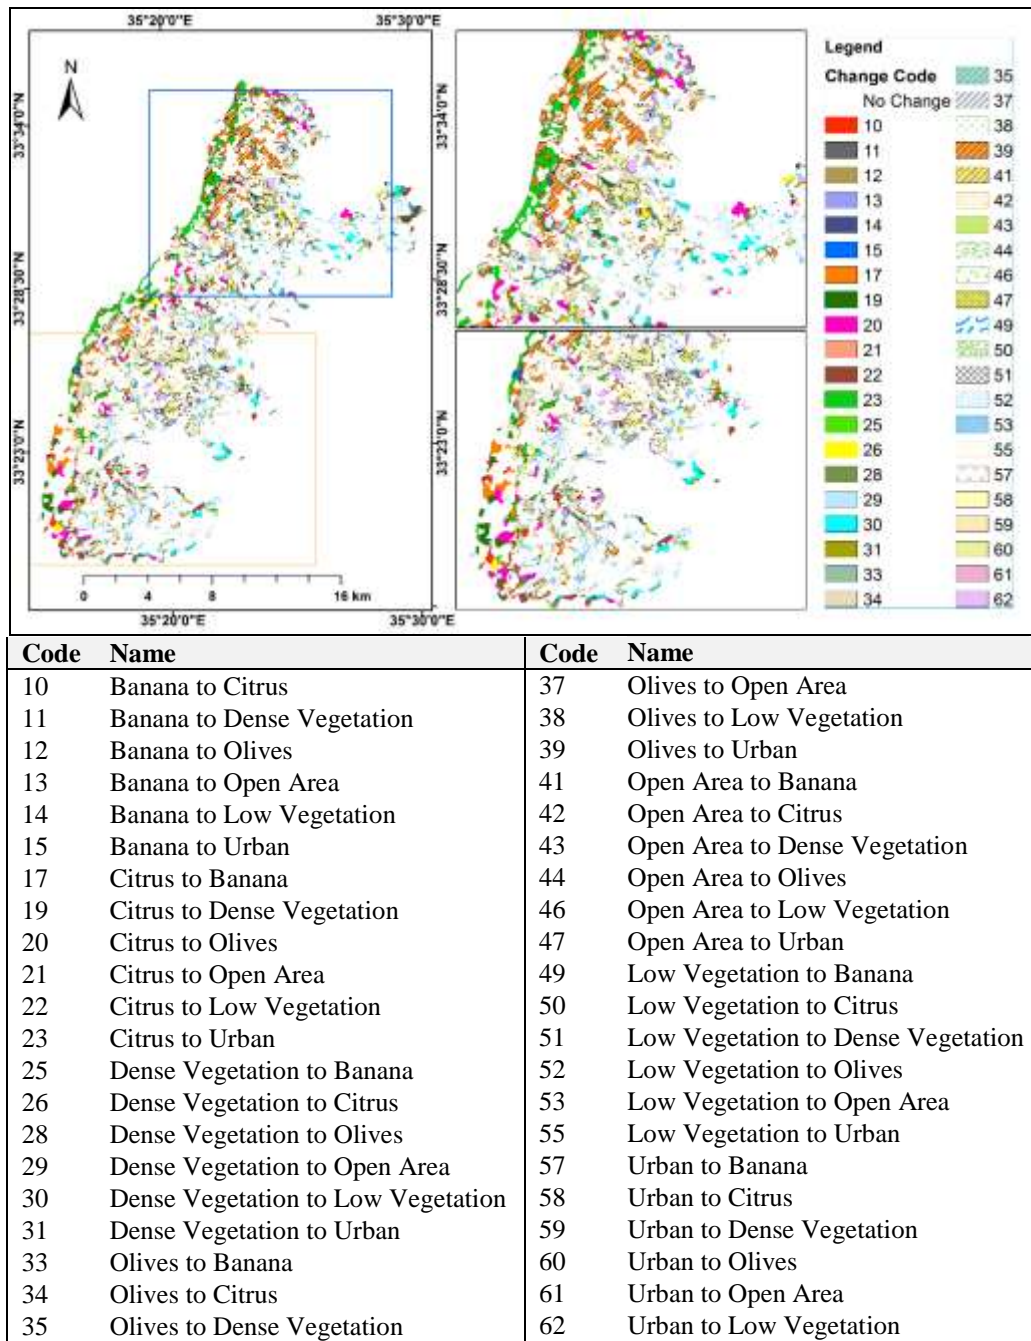 35°20'0"E
35°30'0"E
N
33°34'0"N
33°28'30"N
33°23'0"N
0 4 8 16 km
35°20'0"E
35°30'0"E
33°34'0"N
33°28'30"N
33°23'0"N
Legend
Change Code
No Change
10
11
12
13
14
15
17
19
20
21
22
23
25
26
28
29
30
31
33
34
35
37
38
39
41
42
43
44
46
47
49
50
51
52
53
55
57
58
59
60
61
62
Code Name
10 Banana to Citrus
11 Banana to Dense Vegetation
12 Banana to Olives
13 Banana to Open Area
14 Banana to Low Vegetation
15 Banana to Urban
17 Citrus to Banana
19 Citrus to Dense Vegetation
20 Citrus to Olives
21 Citrus to Open Area
22 Citrus to Low Vegetation
23 Citrus to Urban
25 Dense Vegetation to Banana
26 Dense Vegetation to Citrus
28 Dense Vegetation to Olives
29 Dense Vegetation to Open Area
30 Dense Vegetation to Low Vegetation
31 Dense Vegetation to Urban
33 Olives to Banana
34 Olives to Citrus
35 Olives to Dense Vegetation
Code Name
37 Olives to Open Area
38 Olives to Low Vegetation
39 Olives to Urban
41 Open Area to Banana
42 Open Area to Citrus
43 Open Area to Dense Vegetation
44 Open Area to Olives
46 Open Area to Low Vegetation
47 Open Area to Urban
49 Low Vegetation to Banana
50 Low Vegetation to Citrus
51 Low Vegetation to Dense Vegetation
52 Low Vegetation to Olives
53 Low Vegetation to Open Area
55 Low Vegetation to Urban
57 Urban to Banana
58 Urban to Citrus
59 Urban to Dense Vegetation
60 Urban to Olives
61 Urban to Open Area
62 Urban to Low Vegetation